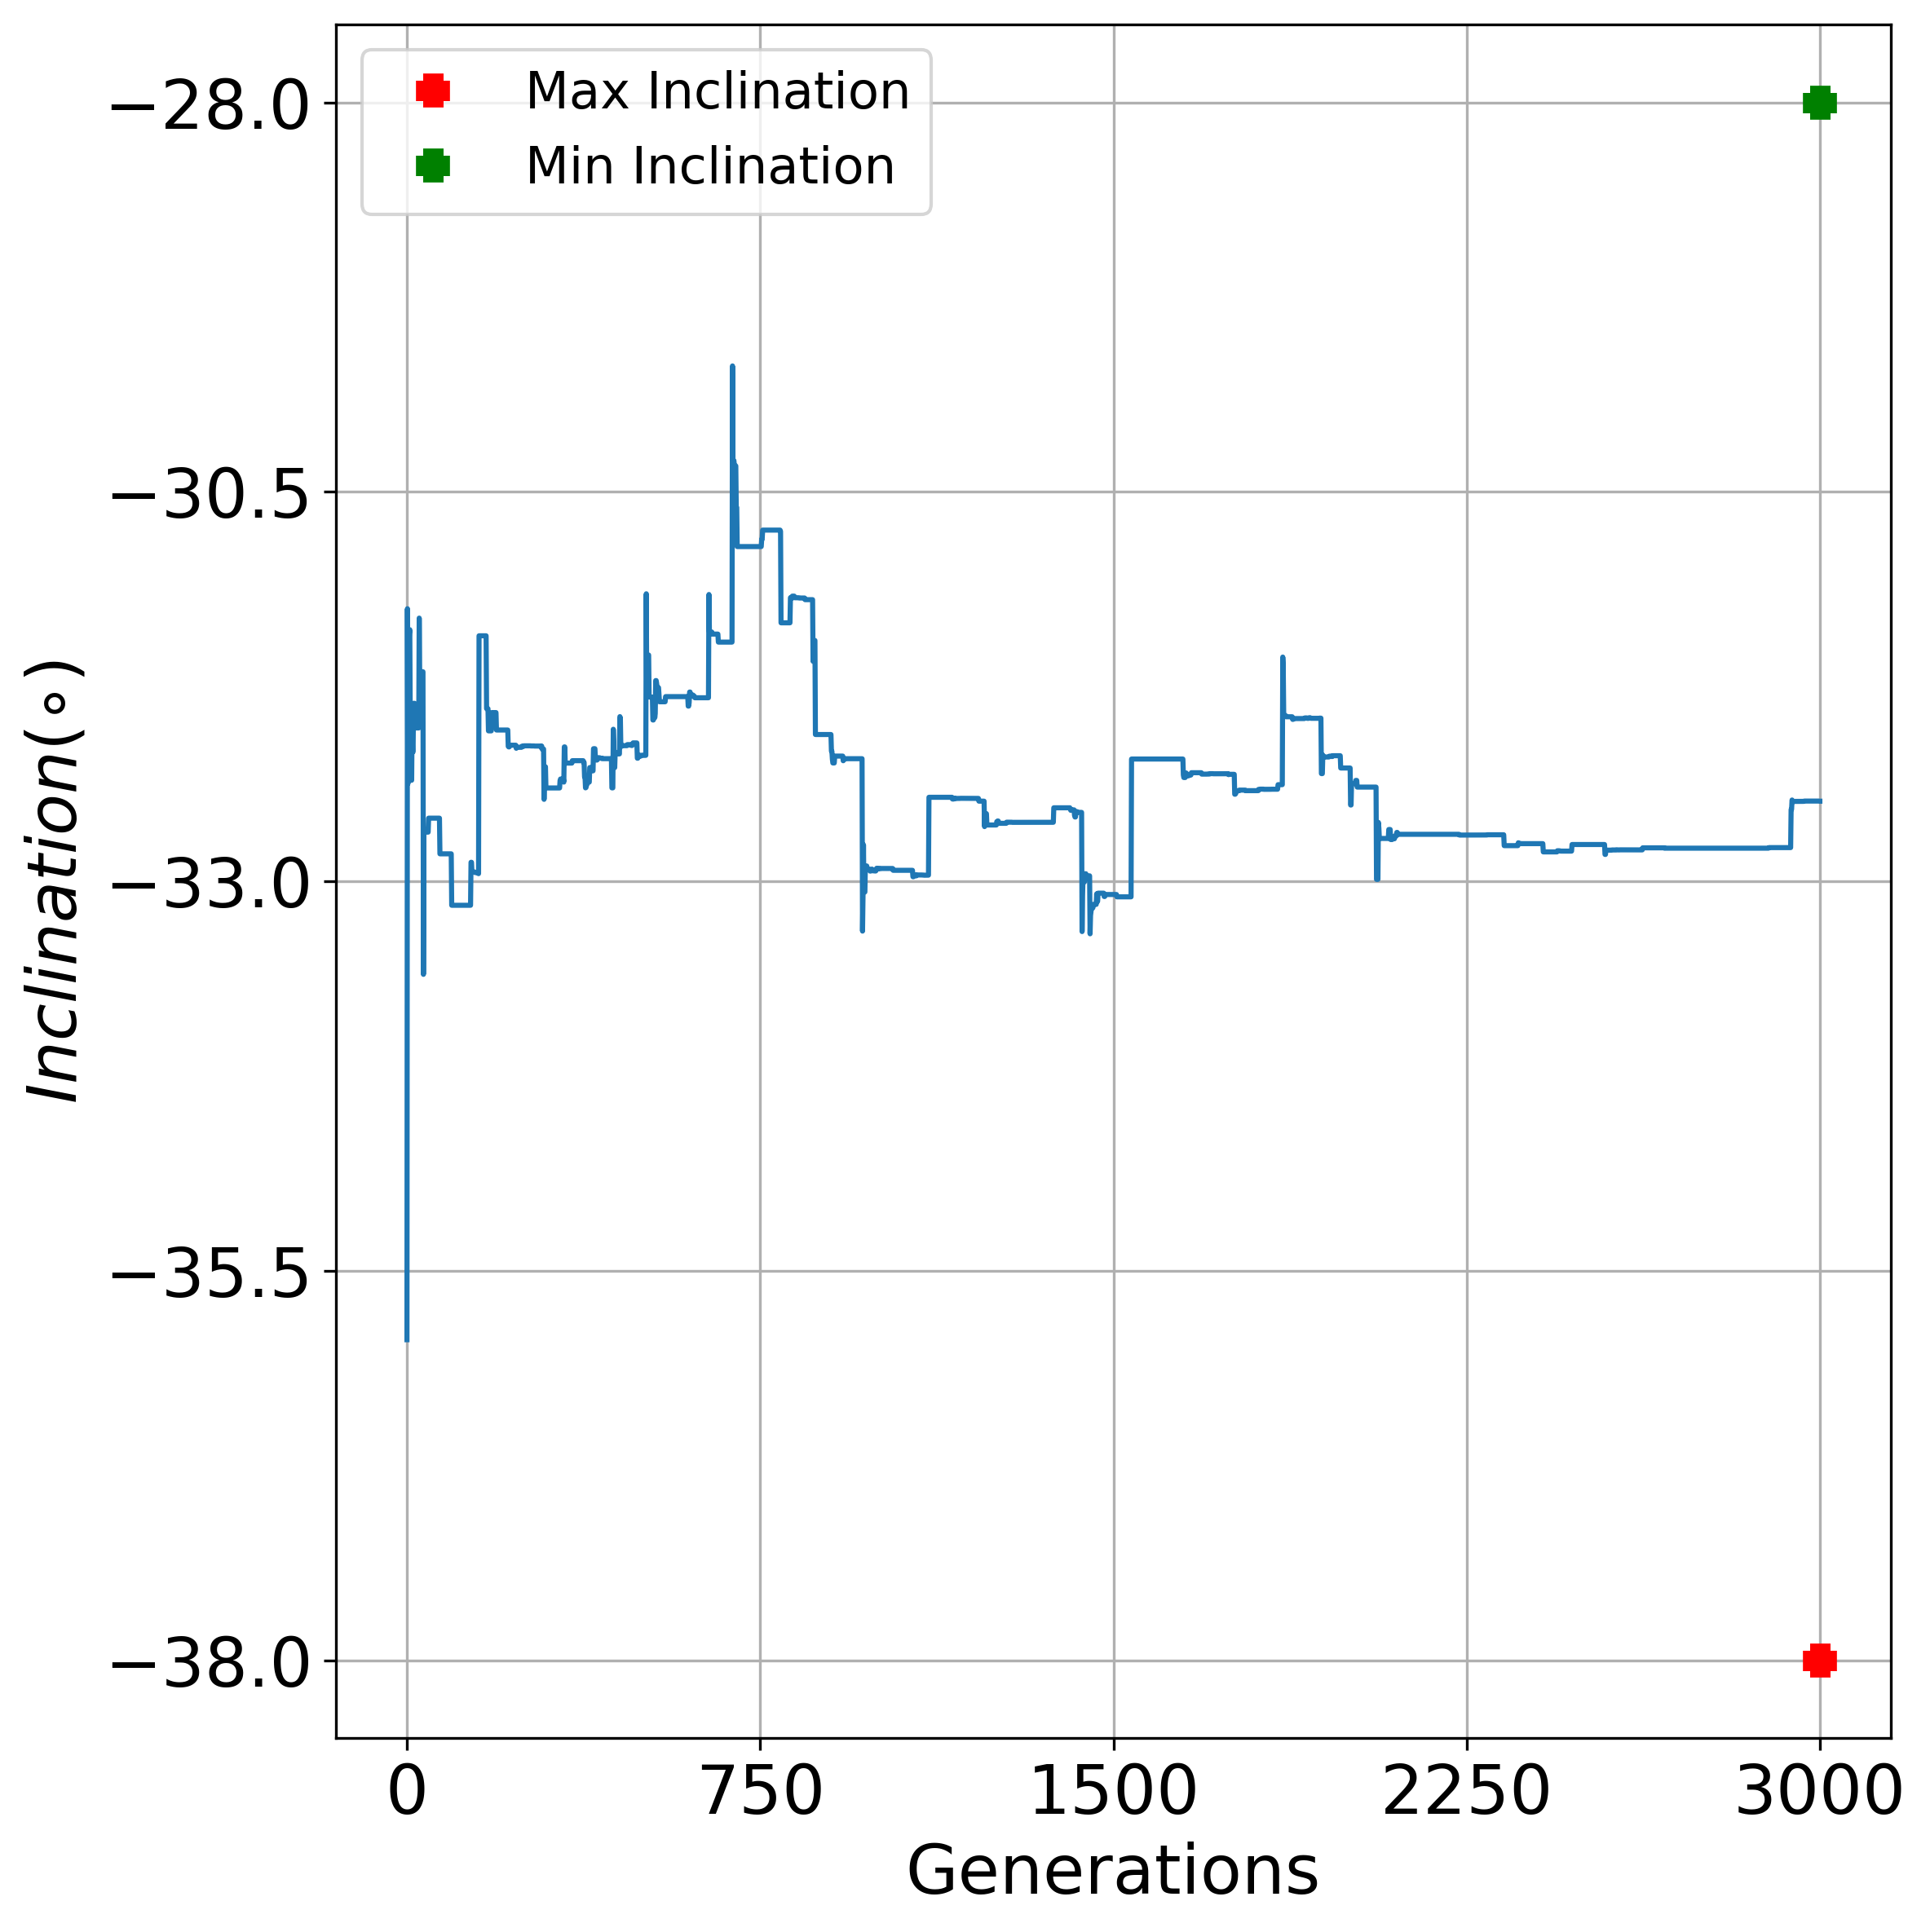 Max Inclination
Min Inclination
−28.0
−30.5
−33.0
−35.5
−38.0
Inclination(∘)
0 750 1500 2250 3000
Generations